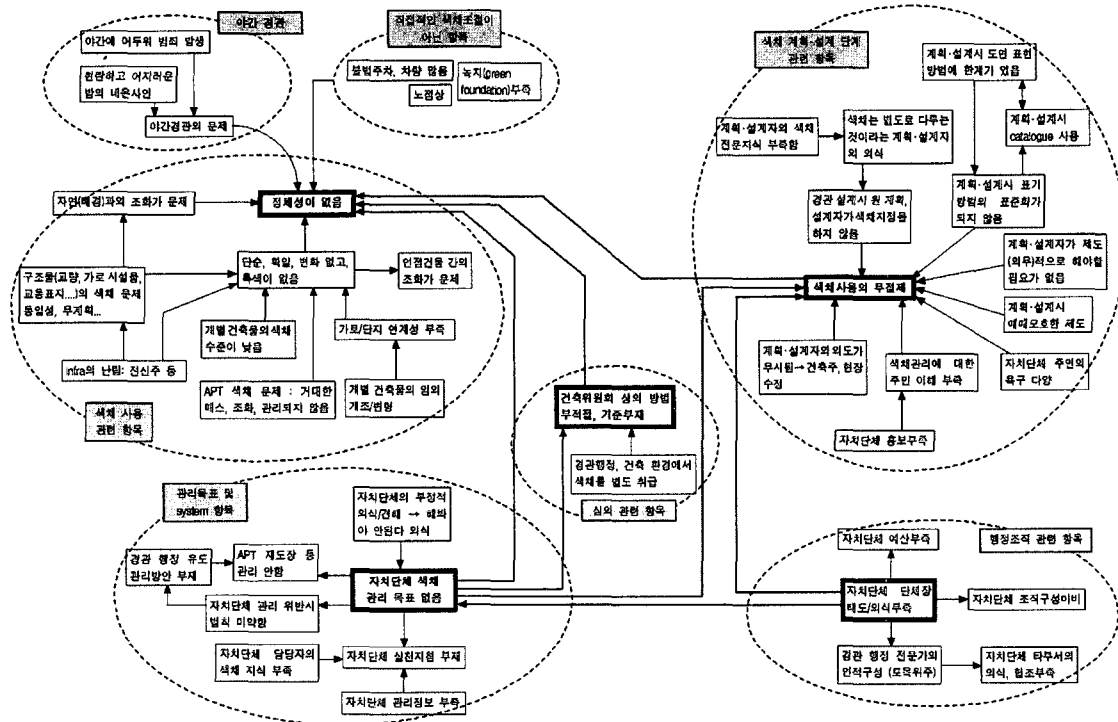 야간 경관
야간에 어두워 범죄 발생
현란하고 어지러운
밤의 네온사인
야간경관의 문제
직접적인 색채조절이
아닌 항목
불법주차, 차량 많음
노점상
녹지(green
foundation)부족
색채 계획·설계 단계
관련 항목
계획·설계시 도면 표현
방법에 한계가 있음
계획·설계시
catalogue 사용
계획·설계자의 색채
전문지식 부족함
색채는 별도로 다루는
것이라는 계획·설계자
의 의식
경관 설계시 원 계획,
설계자가 색채지정을
하지 않음
계획·설계시 표기
방법의 표준화가
되지 않음
계획·설계자가 제도
(의무)적으로 해야할
필요가 없음
계획·설계시
애매모호한 제도
자치단체 주민의
욕구 다양
색채사용의 무절제
계획·설계자의 의도가
무시됨→건축주, 현장
수정
색채관리에 대한
주민 이해 부족
자치단체 홍보부족
자연(배경)과의 조화가 문제
정체성이 없음
구조물(교량, 가로 시설물,
교통표지....)의 색채 문제
통일성, 무계획...
단순, 획일, 변화 없고,
특색이 없음
인접건물 간의
조화가 문제
개별건축물의색채
수준이 낮음
가로/단지 연계성 부족
infra의 난립: 전신주 등
APT 색채 문제 : 거대한
매스, 조화, 관리되지 않음
개별 건축물의 임의
개조/변형
색채 사용
관련 항목
건축위원회 심의 방법
부적절, 기준부재
경관행정, 건축 환경에서
색채를 별도 취급
심의 관련 항목
관리목표 및
system 항목
자치단체의 부정적
의식/견해 → 해봐
야 안된다 의식
경관 행정 유도
관리방안 부재
APT 재도장 등
관리 안함
자치단체 색채
관리 목표 없음
자치단체 관리 위반시
법칙 미약함
자치단체 담당자의
색채 지식 부족
자치단체 실천지침 부재
자치단체 관리정보 부족
행정조직 관련 항목
자치단체 예산부족
자치단체 단체장
태도/의식부족
자치단체 조직구성미비
경관 행정 전문가의
인적구성 (토목위주)
자치단체 타부서의
의식, 협조부족